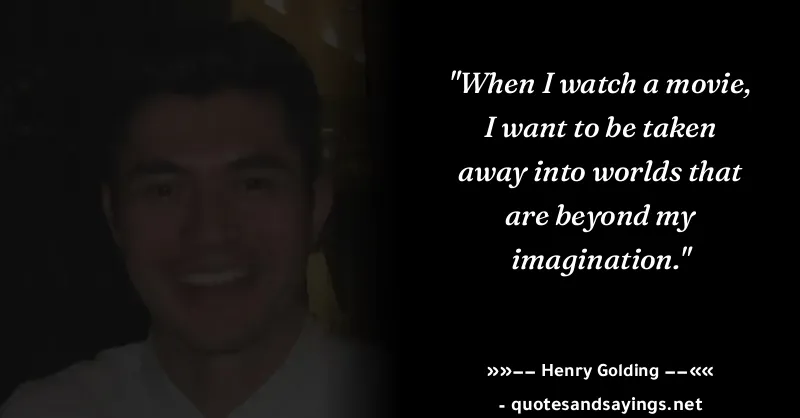 "When I watch a movie,
I want to be taken
away into worlds that
are beyond my
imagination."
»»–– Henry Golding ––««
- quotesandsayings.net